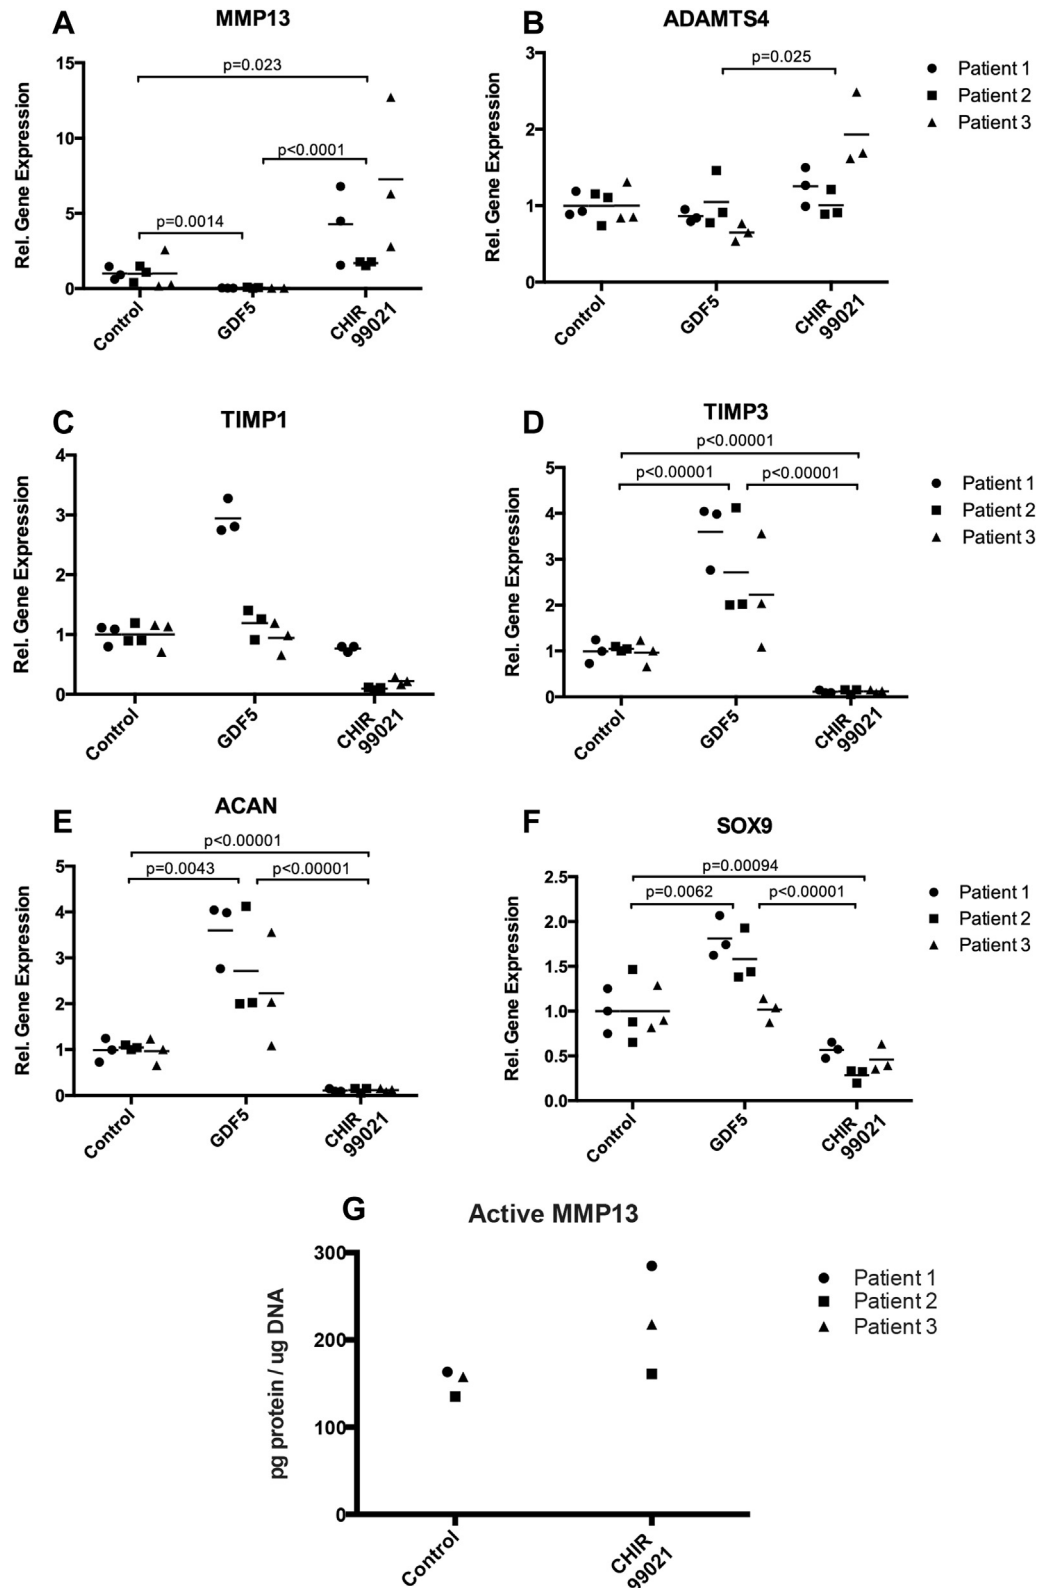 A
MMP13
Rel. Gene Expression
15
10
5
0
p=0.023
p<0.0001
p=0.0014
Control
GDF5
CHIR
99021
B
ADAMTS4
Rel. Gene Expression
3
2
1
0
p=0.025
Control
GDF5
CHIR
99021
Patient 1
Patient 2
Patient 3
C
TIMP1
Rel. Gene Expression
4
3
2
1
0
Control
GDF5
CHIR
99021
D
TIMP3
Rel. Gene Expression
5
4
3
2
1
0
p<0.00001
p<0.00001
p<0.00001
Control
GDF5
CHIR
99021
Patient 1
Patient 2
Patient 3
E
ACAN
Rel. Gene Expression
5
4
3
2
1
0
p<0.00001
p=0.0043
p<0.00001
Control
GDF5
CHIR
99021
F
SOX9
Rel. Gene Expression
2.5
2.0
1.5
1.0
0.5
0.0
p=0.00094
p=0.0062
p<0.00001
Control
GDF5
CHIR
99021
Patient 1
Patient 2
Patient 3
G
Active MMP13
pg protein / ug DNA
300
200
100
0
Control
CHIR
99021
Patient 1
Patient 2
Patient 3